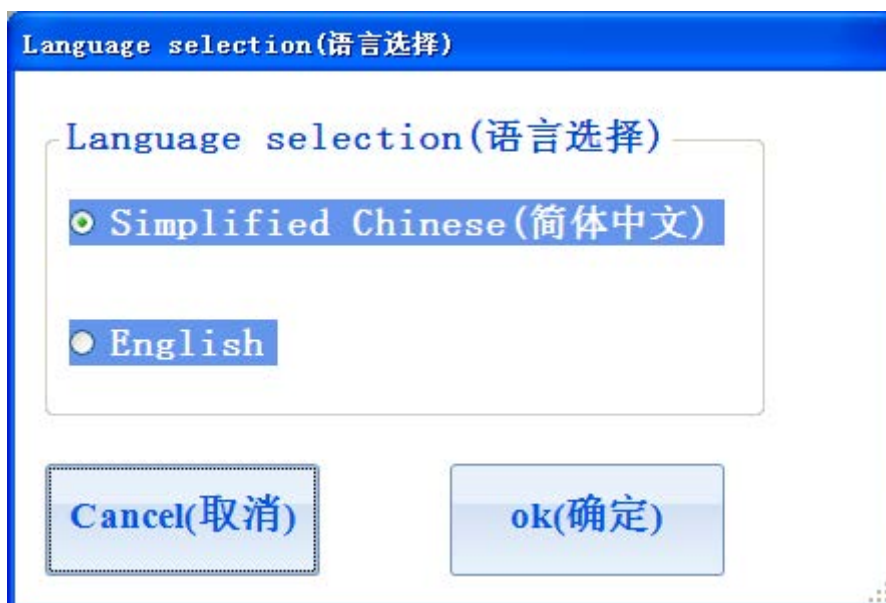 Language selection(语言选择)
Language selection(语言选择)
Simplified Chinese(简体中文)
English
Cancel(取消)
ok(确定)